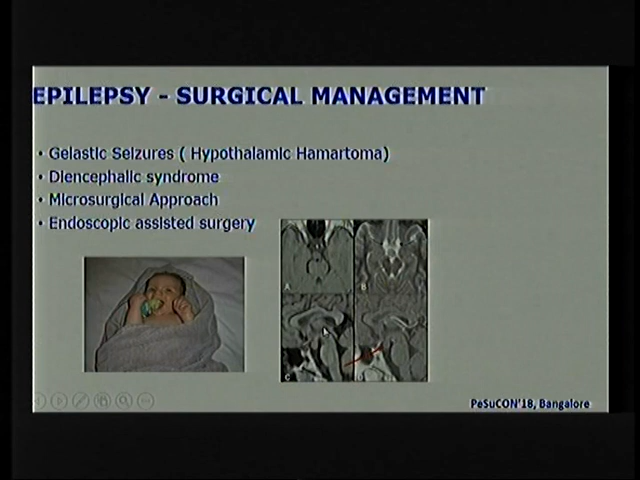 EPILEPSY - SURGICAL MANAGEMENT
• Gelastic Seizures ( Hypothalamic Hamartoma)
• Diencephalic syndrome
• Microsurgical Approach
• Endoscopic assisted surgery
A B
C D
PeSuCON'18, Bangalore